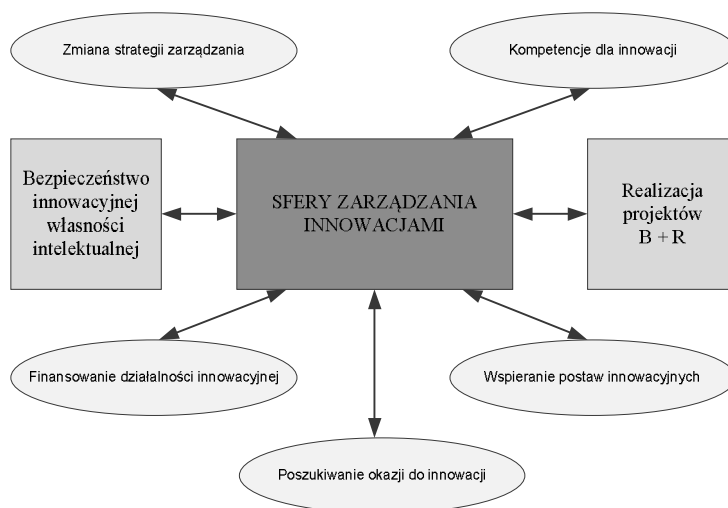 Zmiana strategii zarządzania
Kompetencje dla innowacji
Bezpieczeństwo
innowacyjnej
własności
intelektualnej
SFERY ZARZĄDZANIA
INNOWACJAMI
Realizacja
projektów
B + R
Finansowanie działalności innowacyjnej
Wspieranie postaw innowacyjnych
Poszukiwanie okazji do innowacji